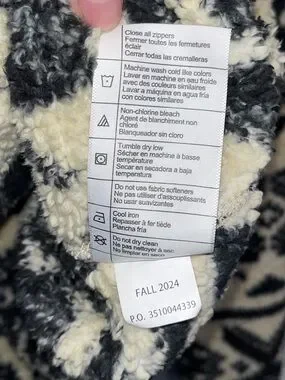 Close all zippers
Fermer toutes les fermetures
éclair
Cerrar todas las cremalleras
Machine wash cold like colors
Laver en machine en eau froide
avec des couleurs similaires
Lavar a máquina en agua fría
con colores similares
Non-chlorine bleach
Agent de blanchiment non
chloré
Blanqueador sin cloro
Tumble dry low
Sécher en machine à basse
température
Secar en secadora a baja
temperatura
Do not use fabric softeners
Ne pas utiliser d'assouplissants
No usar suavizantes
Cool iron
Repasser à fer tiède
Plancha fría
Do not dry clean
Ne pas nettoyer à sec
No limpiar en seco
FALL 2024
P.O. 3510044339